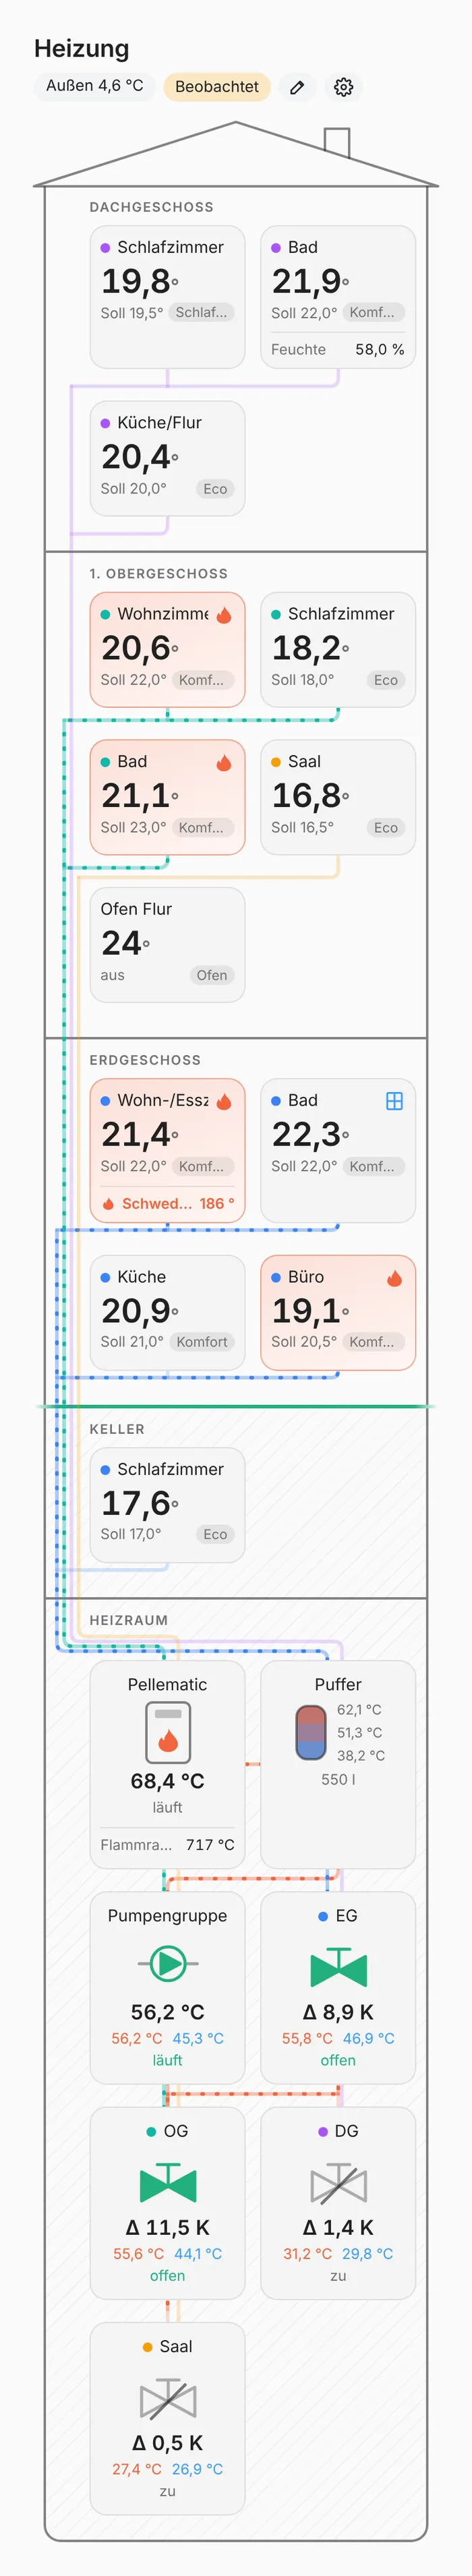 Heizung
Außen 4,6 °C Beobachtet
DACHGESCHOSS
Schlafzimmer
19,8°
Soll 19,5° Schlaf…
Bad
21,9°
Soll 22,0° Komf…
Feuchte 58,0 %
Küche/Flur
20,4°
Soll 20,0° Eco
1. OBERGESCHOSS
Wohnzimme
20,6°
Soll 22,0° Komf…
Schlafzimmer
18,2°
Soll 18,0° Eco
Bad
21,1°
Soll 23,0° Komf…
Saal
16,8°
Soll 16,5° Eco
Ofen Flur
24°
aus Ofen
ERDGESCHOSS
Wohn-/Essz
21,4°
Soll 22,0° Komf…
Schwed… 186 °
Bad
22,3°
Soll 22,0° Komf…
Küche
20,9°
Soll 21,0° Komfort
Büro
19,1°
Soll 20,5° Komf…
KELLER
Schlafzimmer
17,6°
Soll 17,0° Eco
HEIZRAUM
Pellematic
68,4 °C
läuft
Flammra… 717 °C
Puffer
62,1 °C
51,3 °C
38,2 °C
550 l
Pumpengruppe
56,2 °C
56,2 °C 45,3 °C
läuft
EG
Δ 8,9 K
55,8 °C 46,9 °C
offen
OG
Δ 11,5 K
55,6 °C 44,1 °C
offen
DG
Δ 1,4 K
31,2 °C 29,8 °C
zu
Saal
Δ 0,5 K
27,4 °C 26,9 °C
zu